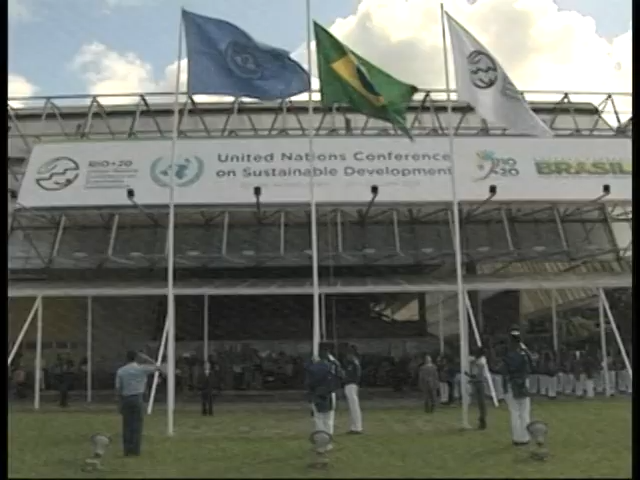 RIO+20
United Nations Conference
on Sustainable Development
RIO
+20
BRASIL